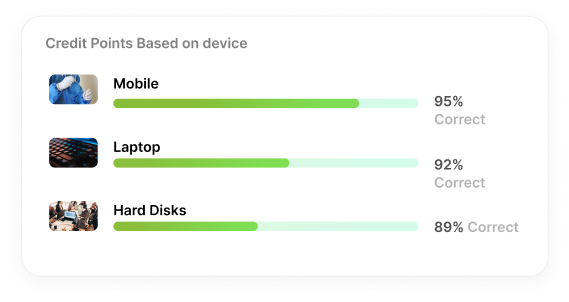 Credit Points Based on device
Mobile
95%
Correct
Laptop
92%
Correct
Hard Disks
89% Correct